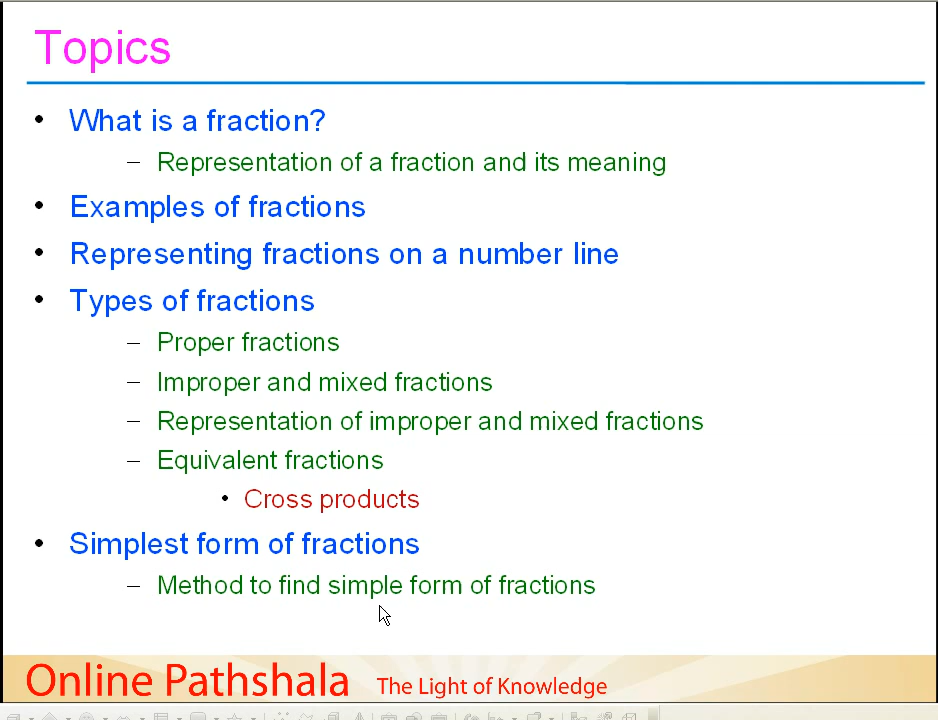 Topics
• What is a fraction?
– Representation of a fraction and its meaning
• Examples of fractions
• Representing fractions on a number line
• Types of fractions
– Proper fractions
– Improper and mixed fractions
– Representation of improper and mixed fractions
– Equivalent fractions
• Cross products
• Simplest form of fractions
– Method to find simple form of fractions
Online Pathshala The Light of Knowledge